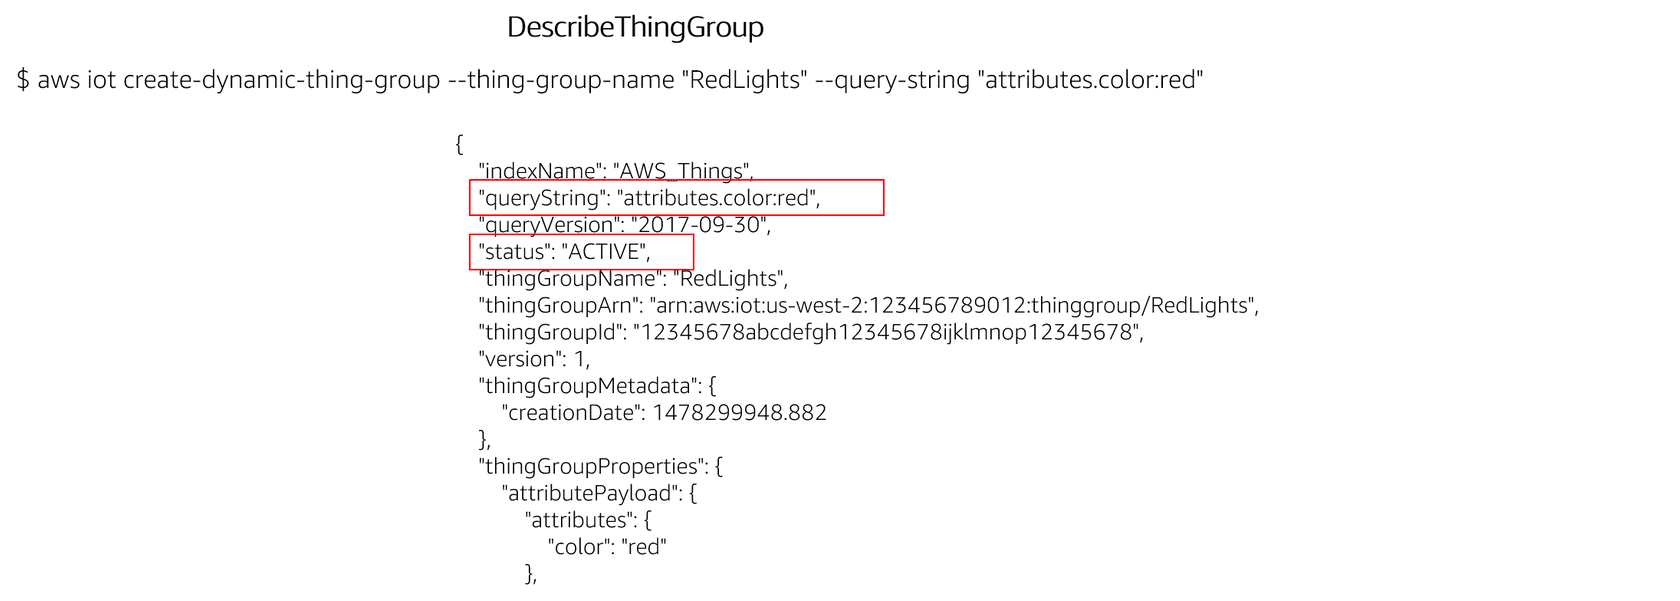 DescribeThingGroup
$ aws iot create-dynamic-thing-group --thing-group-name "RedLights" --query-string "attributes.color:red"
{
"indexName": "AWS_Things",
"queryString": "attributes.color:red",
"queryVersion": "2017-09-30",
"status": "ACTIVE",
"thingGroupName": "RedLights",
"thingGroupArn": "arn:aws:iot:us-west-2:123456789012:thinggroup/RedLights",
"thingGroupId": "12345678abcdefgh12345678ijklmnop12345678",
"version": 1,
"thingGroupMetadata": {
"creationDate": 1478299948.882
},
"thingGroupProperties": {
"attributePayload": {
"attributes": {
"color": "red"
},